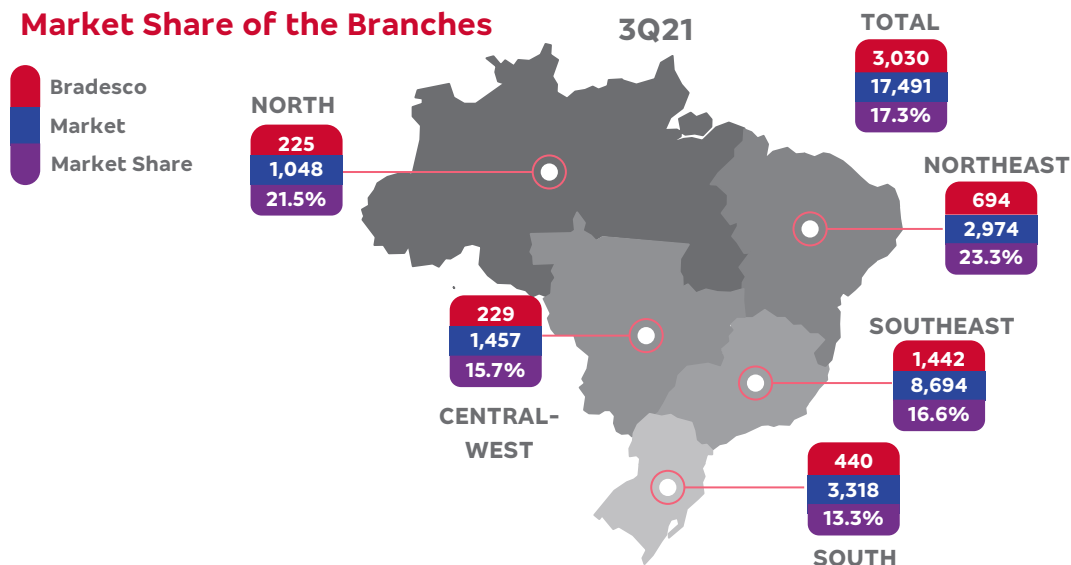 Market Share of the Branches
3Q21
Bradesco
Market
Market Share
TOTAL
3,030
17,491
17.3%
NORTH
225
1,048
21.5%
NORTHEAST
694
2,974
23.3%
229
1,457
15.7%
CENTRAL-
WEST
SOUTHEAST
1,442
8,694
16.6%
440
3,318
13.3%
SOUTH